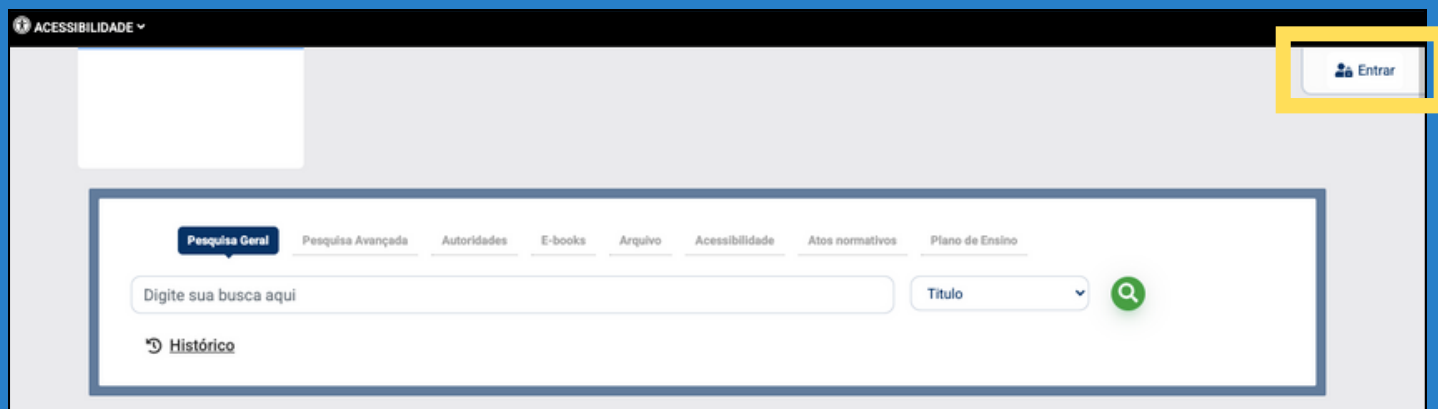 ACESSIBILIDADE
Entrar
Pesquisa Geral Pesquisa Avançada Autoridades E-books Arquivo Acessibilidade Atos normativos Plano de Ensino
Digite sua busca aqui Titulo
Histórico